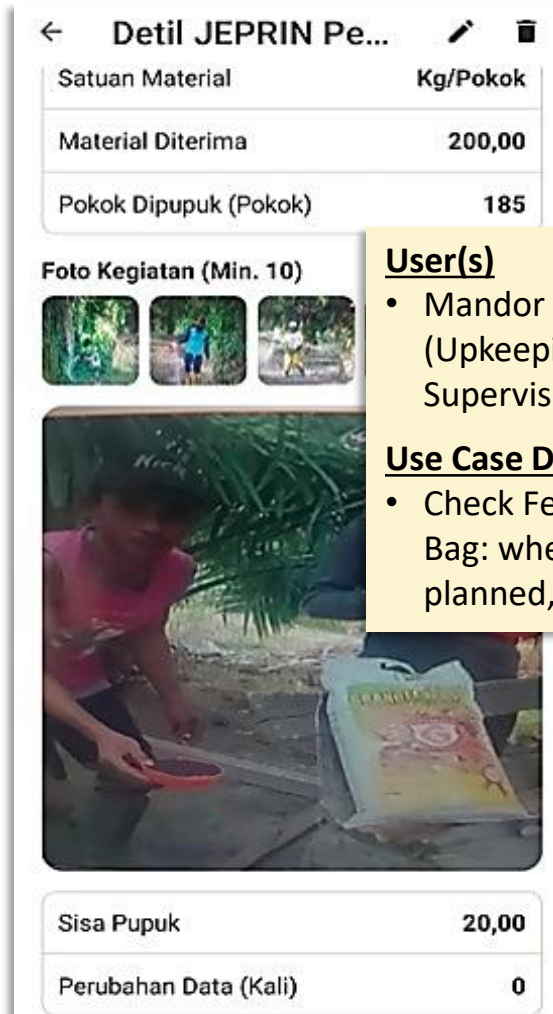 Detil JEPRIN Pe...
Satuan Material Kg/Pokok
Material Diterima 200,00
Pokok Dipupuk (Pokok) 185
Foto Kegiatan (Min. 10)
User(s)
• Mandor
(Upkeepi
Supervis
Use Case D
• Check Fe
Bag: whe
planned,
Sisa Pupuk 20,00
Perubahan Data (Kali) 0